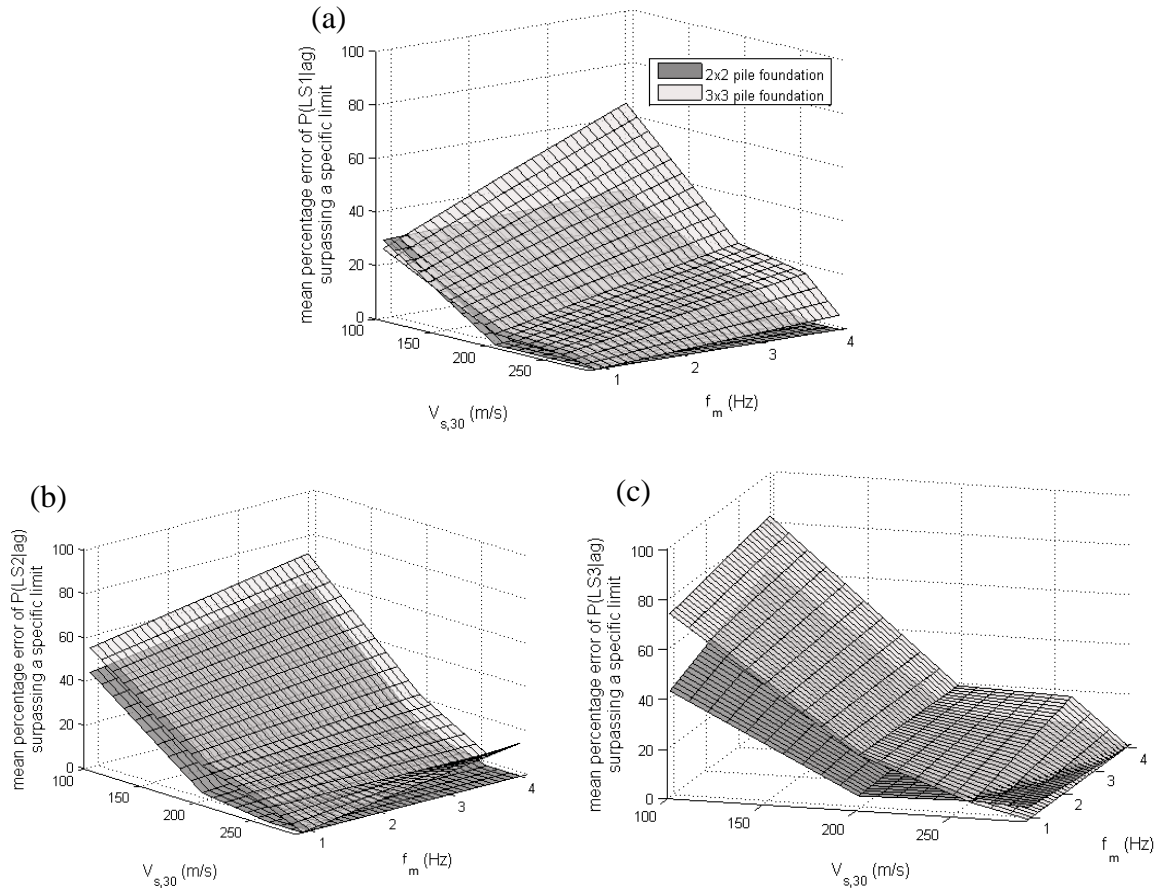 (a)
mean percentage error of P(LS1|ag)
surpassing a specific limit
100
80
60
40
20
0
100
150
200
250
V s,30 (m/s)
1
2
3
4
f_m (Hz)
2x2 pile foundation
3x3 pile foundation
(b)
mean percentage error of P(LS2|ag)
surpassing a specific limit
100
80
60
40
20
0
100
150
200
250
V s,30 (m/s)
1
2
3
4
f_m (Hz)
(c)
mean percentage error of P(LS3|ag)
surpassing a specific limit
100
80
60
40
20
0
100
150
200
250
V s,30 (m/s)
1
2
3
4
f_m (Hz)